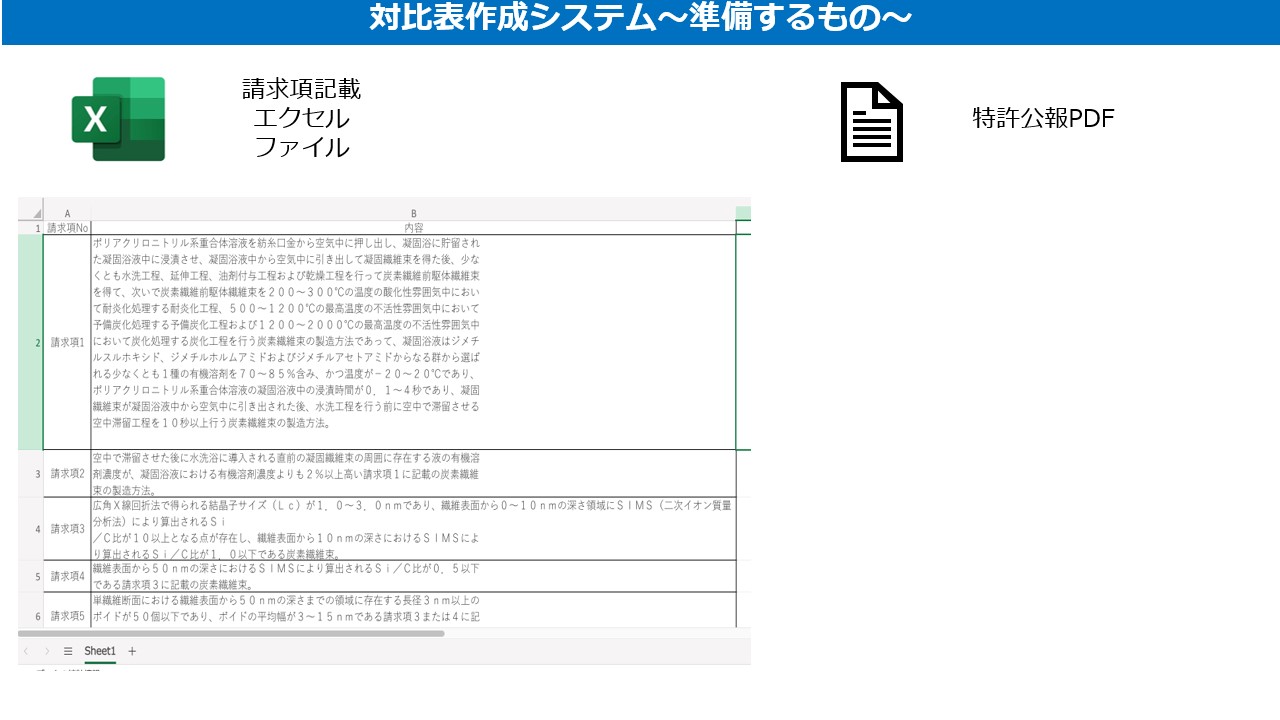 対比表作成システム～準備するもの～
X
請求項記載
エクセル
ファイル
特許公報PDF
A B
1 請求項No 内容
2 請求項1
ポリアクリロニトリル系重合体溶液を紡糸口金から空気中に押し出し、凝固浴に貯留され
た凝固浴液中に浸漬させ、凝固浴液中から空気中に引き出して凝固繊維束を得た後、少な
くとも水洗工程、延伸工程、油剤付与工程および乾燥工程を行って炭素繊維前駆体繊維束
を得て、次いで炭素繊維前駆体繊維束を２００～３００℃の温度の酸化性雰囲気中におい
て耐炎化処理する耐炎化工程、５００～１２００℃の最高温度の不活性雰囲気中において
予備炭化処理する予備炭化工程および１２００～２０００℃の最高温度の不活性雰囲気中
において炭化処理する炭化工程を行う炭素繊維束の製造方法であって、凝固浴液はジメチ
ルスルホキシド、ジメチルホルムアミドおよびジメチルアセトアミドからなる群から選ば
れる少なくとも１種の有機溶剤を７０～８５％含み、かつ温度が－２０～２０℃であり、
ポリアクリロニトリル系重合体溶液の凝固浴液中の浸漬時間が０．１～４秒であり、凝固
繊維束が凝固浴液中から空気中に引き出された後、水洗工程を行う前に空中で滞留させる
空中滞留工程を１０秒以上行う炭素繊維束の製造方法。
3 請求項2
空中で滞留させた後に水洗浴に導入される直前の凝固繊維束の周囲に存在する液の有機溶
剤濃度が、凝固浴液における有機溶剤濃度よりも２％以上高い請求項１に記載の炭素繊維
束の製造方法。
4 請求項3
広角Ｘ線回折法で得られる結晶子サイズ（Ｌｃ）が１．０～３．０ｎｍであり、繊維表面から０～１０ｎｍの深さ領域にＳＩＭＳ（二次イオン質量
分析法）により算出されるＳｉ
／Ｃ比が１０以上となる点が存在し、繊維表面から１０ｎｍの深さにおけるＳＩＭＳによ
り算出されるＳｉ／Ｃ比が１．０以下である炭素繊維束。
5 請求項4
繊維表面から５０ｎｍの深さにおけるＳＩＭＳにより算出されるＳｉ／Ｃ比が０．５以下
である請求項３に記載の炭素繊維束。
6 請求項5
単繊維断面における繊維表面から５０ｎｍの深さまでの領域に存在する長径３ｎｍ以上の
ボイドが５０個以下であり、ボイドの平均幅が３～１５ｎｍである請求項３または４に記
Sheet1 +